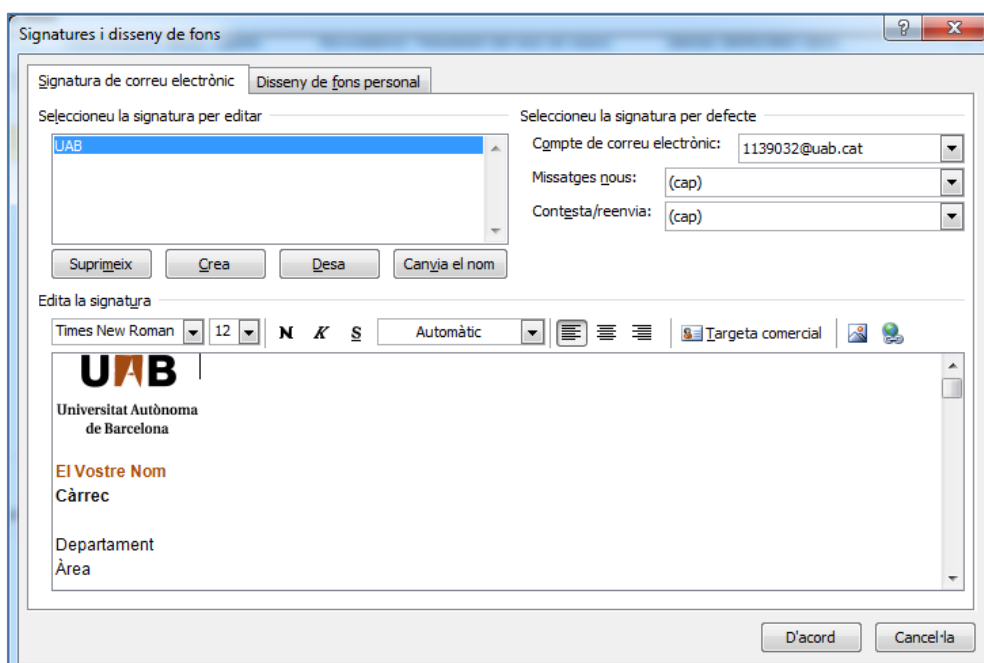 Signatures i disseny de fons
Signatura de correu electrònic
Disseny de fons personal
Seleccioneu la signatura per editar
UAB
Suprimeix
Crea
Desa
Canvia el nom
Seleccioneu la signatura per defecte
Compte de correu electrònic:
1139032@uab.cat
Missatges nous:
(cap)
Contesta/reenvia:
(cap)
Edita la signatura
Times New Roman
12
N
K
S
Automàtic
Targeta comercial
UAB
Universitat Autònoma
de Barcelona
El Vostre Nom
Càrrec
Departament
Àrea
D'acord
Cancel·la